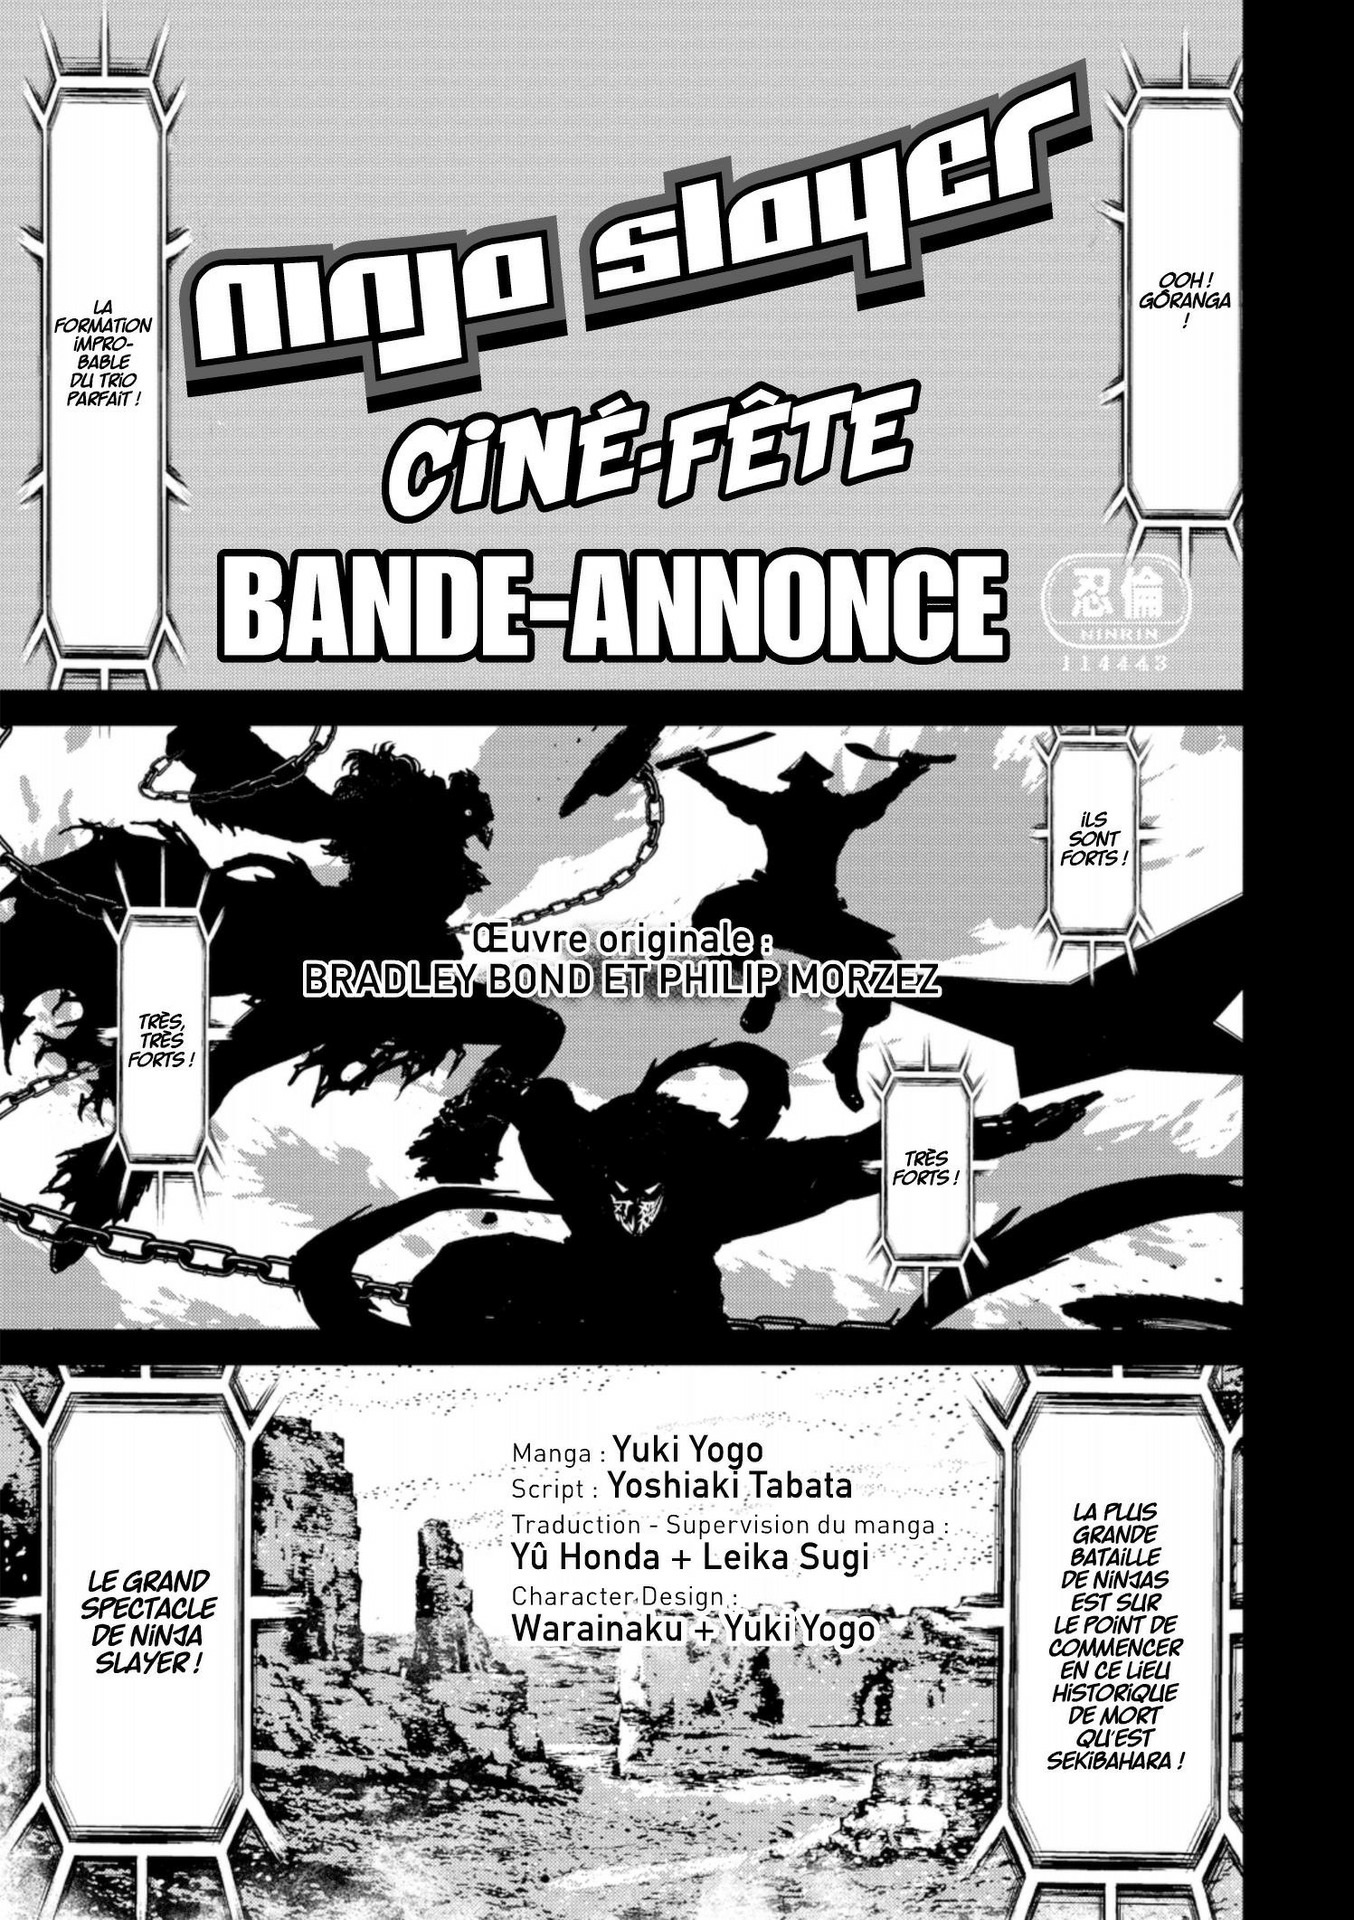 OOH !
GÔRANGA
!
ninja slayer
CINÉ-FÊTE
BANDE-ANNONCE
忍倫
NINRIN
114443
LA
FORMATION
IMPRO-
BABLE
DU TRIO
PARFAIT !
ILS
SONT
FORTS !
Œuvre originale :
BRADLEY BOND ET PHILIP MORZEZ
TRÈS
FORTS !
TRÈS,
TRÈS
FORTS !
LA PLUS
GRANDE
BATAILLE
DE NINJAS
EST SUR
LE POINT DE
COMMENCER
EN CE LIEU
HISTORIQUE
DE MORT
QU'EST
SEKIBAHARA !
Manga : Yuki Yogo
Script : Yoshiaki Tabata
Traduction - Supervision du manga :
Yû Honda + Leika Sugi
Character Design :
Warainaku + Yuki Yogo
LE GRAND
SPECTACLE
DE NINJA
SLAYER !